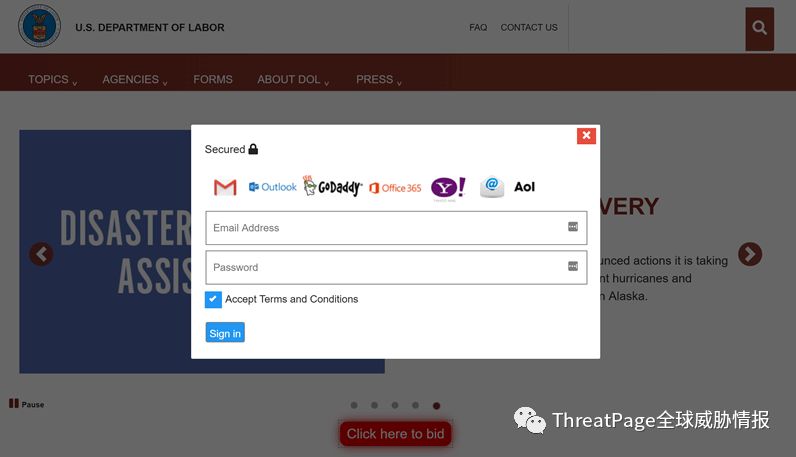 U.S. DEPARTMENT OF LABOR
FAQ CONTACT US
TOPICS AGENCIES FORMS ABOUT DOL PRESS
Secured
Outlook GoDaddy Office 365 Y! @ Aol
Email Address
Password
Accept Terms and Conditions
Sign in
DISASTER
ASSIS
VERY
unced actions it is taking
nt hurricanes and
n Alaska.
Pause
Click here to bid
ThreatPage全球威胁情报